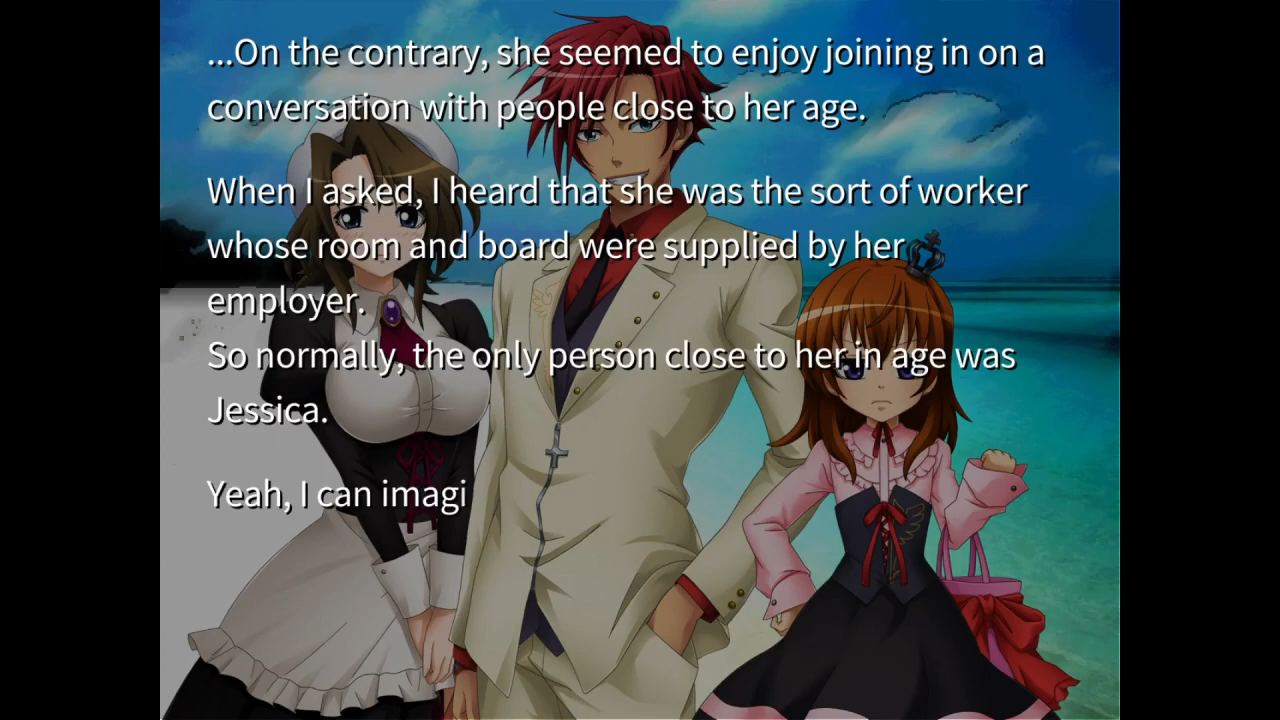 ...On the contrary, she seemed to enjoy joining in on a
conversation with people close to her age.
When I asked, I heard that she was the sort of worker
whose room and board were supplied by her
employer.
So normally, the only person close to her in age was
Jessica.
Yeah, I can imagi